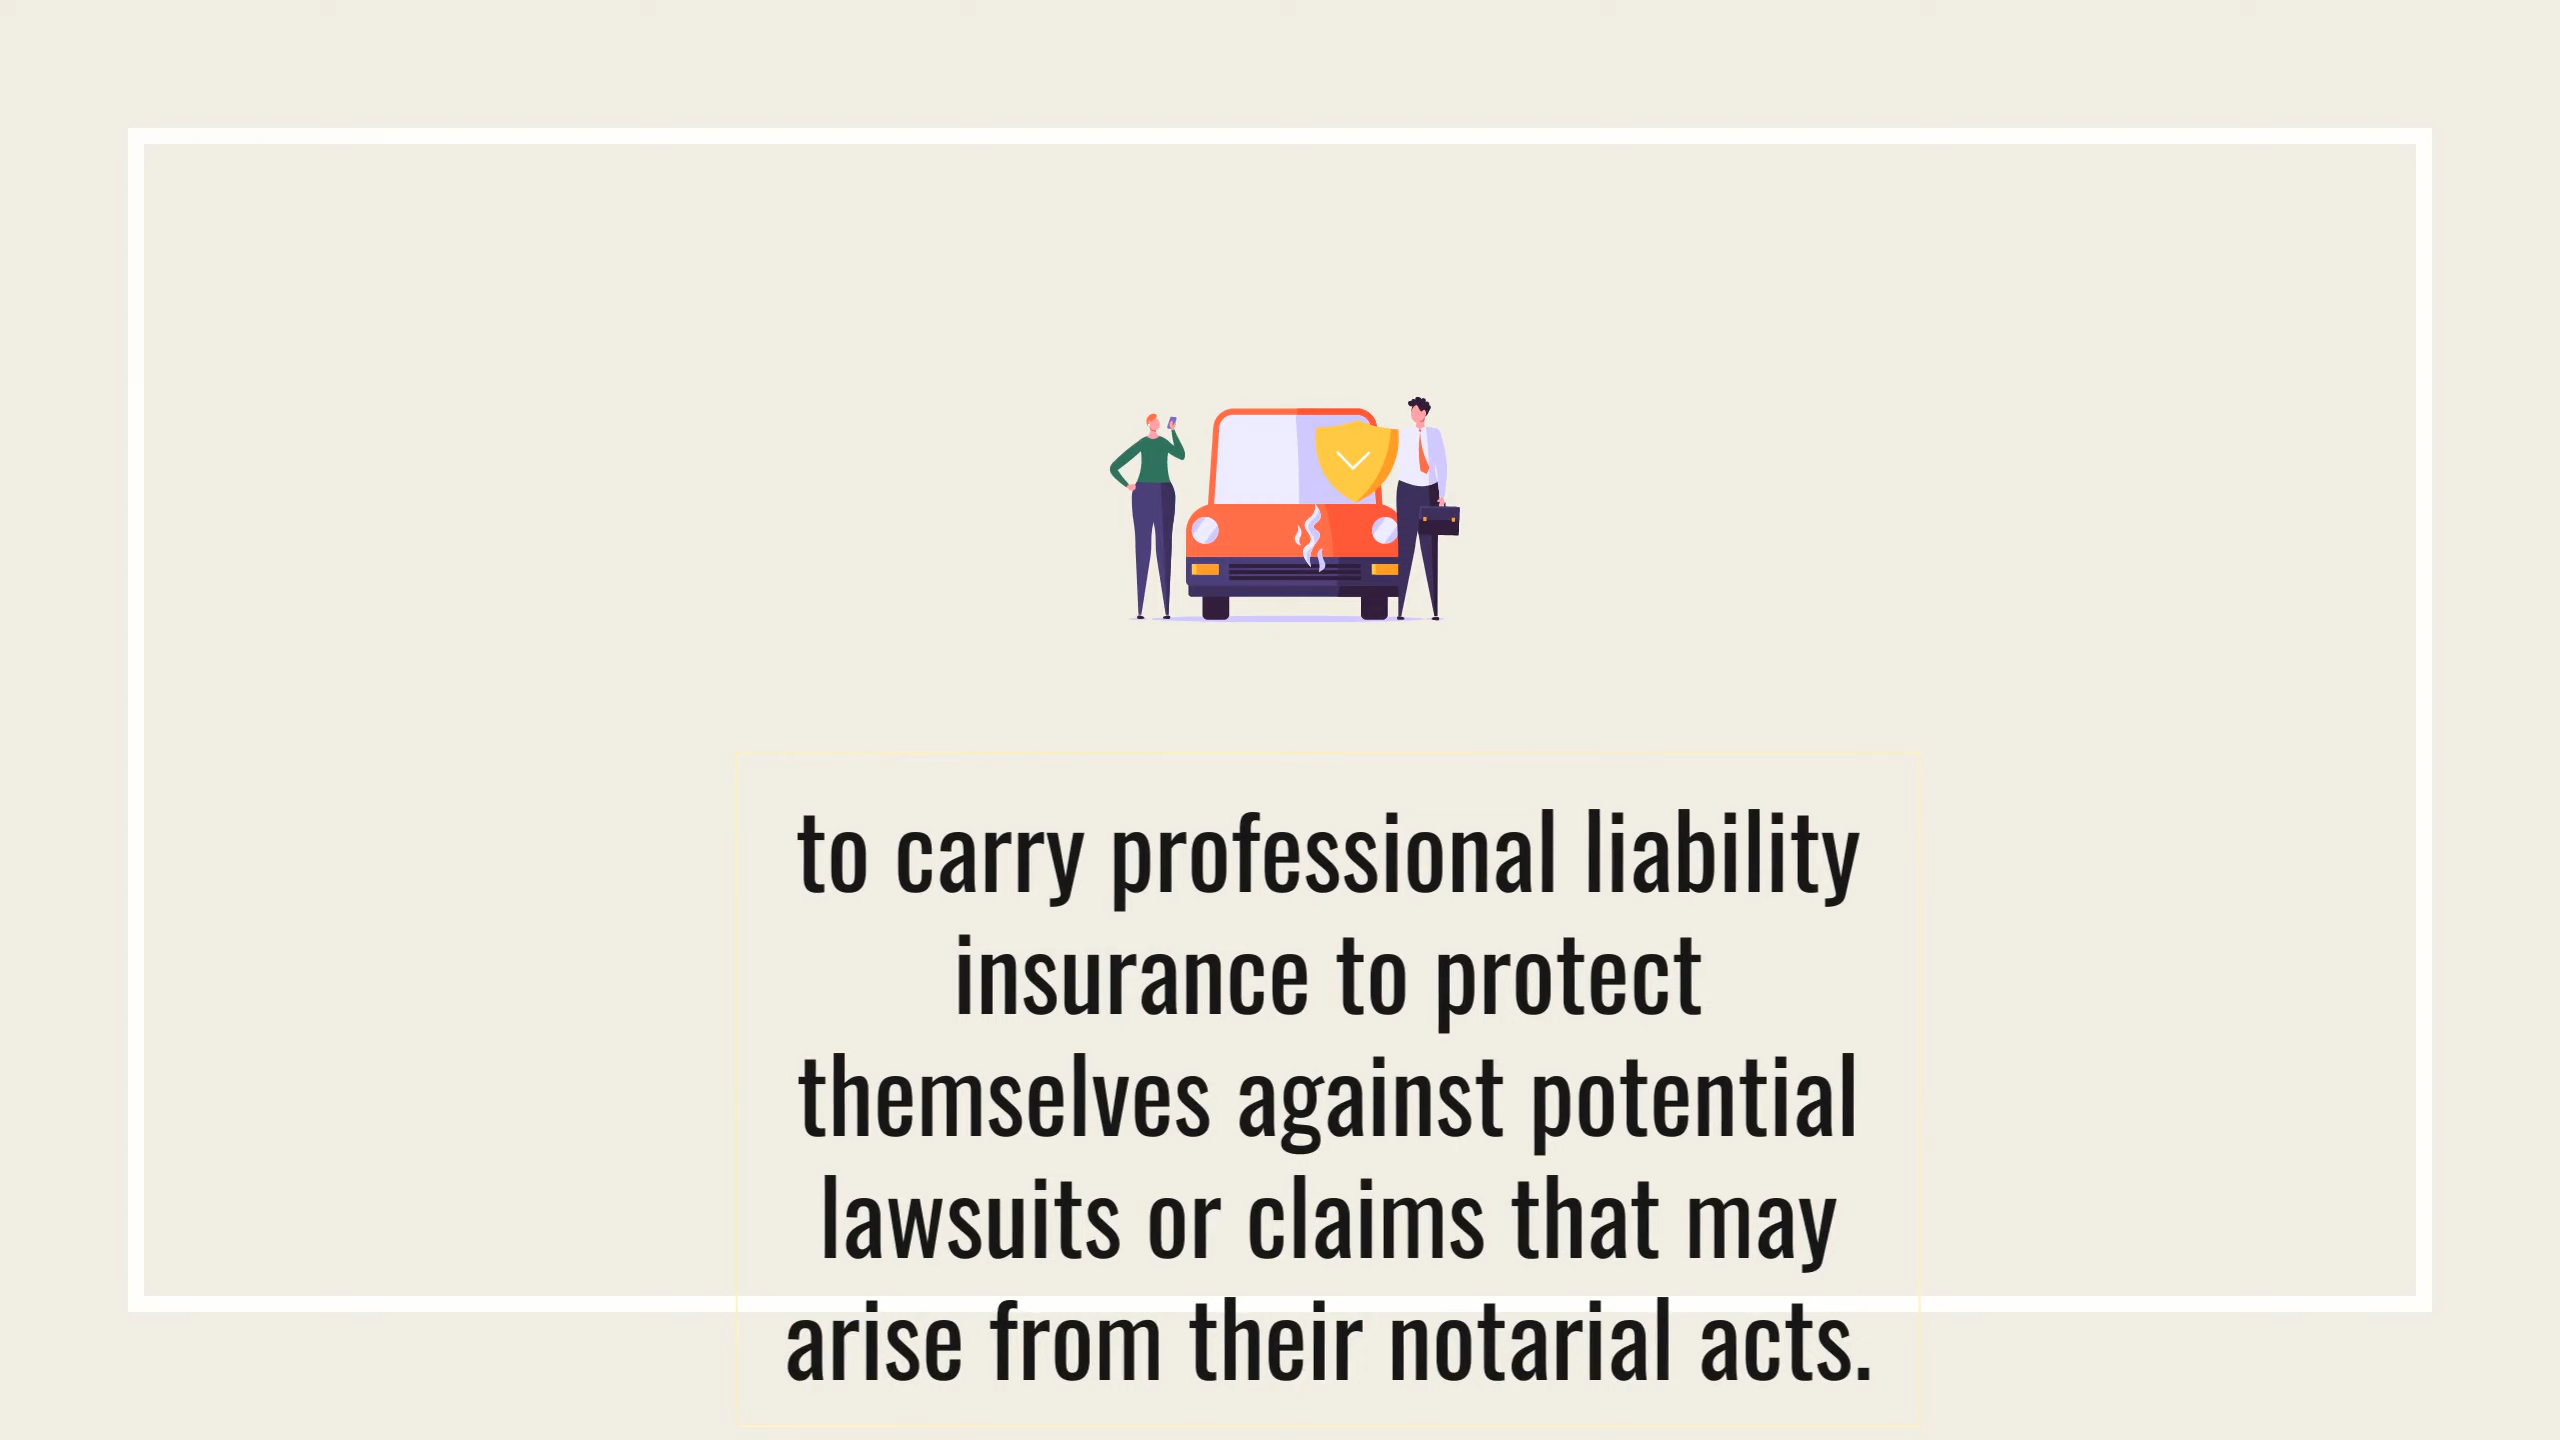 to carry professional liability
insurance to protect
themselves against potential
lawsuits or claims that may
arise from their notarial acts.